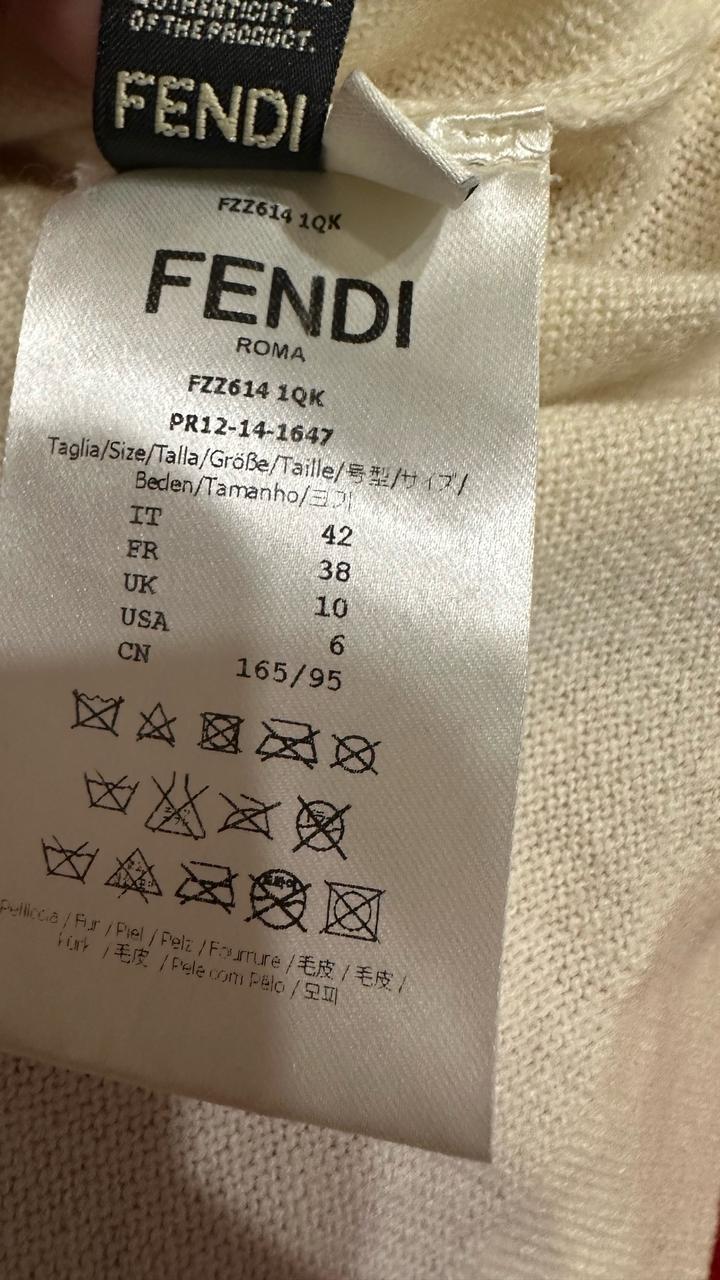 AUTHENTICITY
OF THE PRODUCT.
FENDI
FZZ614 1QK
FENDI
ROMA
FZZ614 1QK
PR12-14-1647
Taglia/Size/Talla/Größe/Taille/号型/サイズ/
Beden/Tamanho/크기
IT 42
FR 38
UK 10
USA 6
CN 165/95
Pelliccia / Fur / Piel / Pelz / Fourrure / 毛皮 / 毛皮 /
Kürk / 毛皮 / Pele com Pêlo / 모피